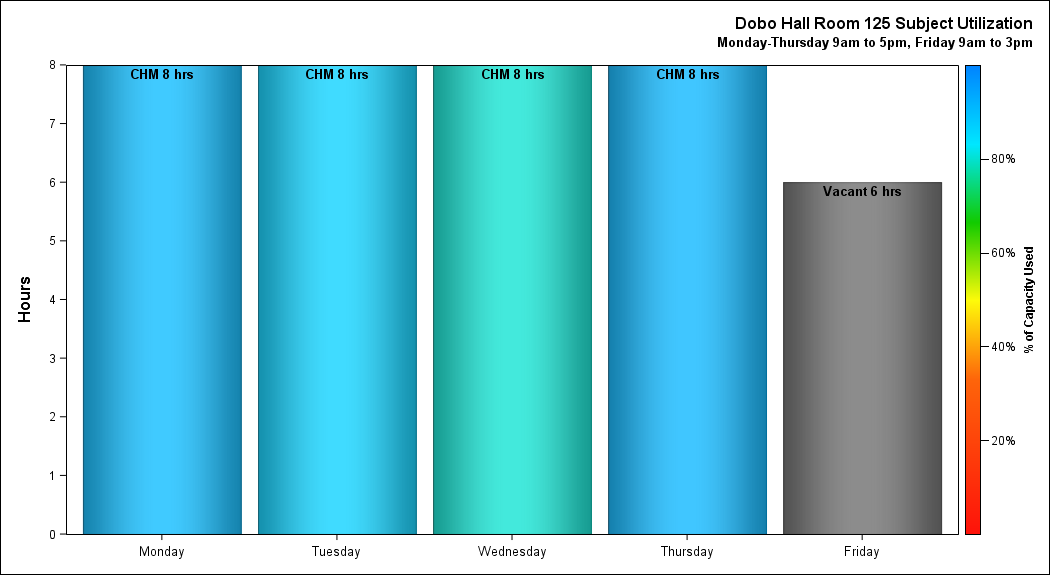 Dobo Hall Room 125 Subject Utilization
Monday-Thursday 9am to 5pm, Friday 9am to 3pm
CHM 8 hrs
CHM 8 hrs
CHM 8 hrs
CHM 8 hrs
Vacant 6 hrs
Hours
8
7
6
5
4
3
2
1
0
Monday
Tuesday
Wednesday
Thursday
Friday
80%
60%
40%
20%
% of Capacity Used